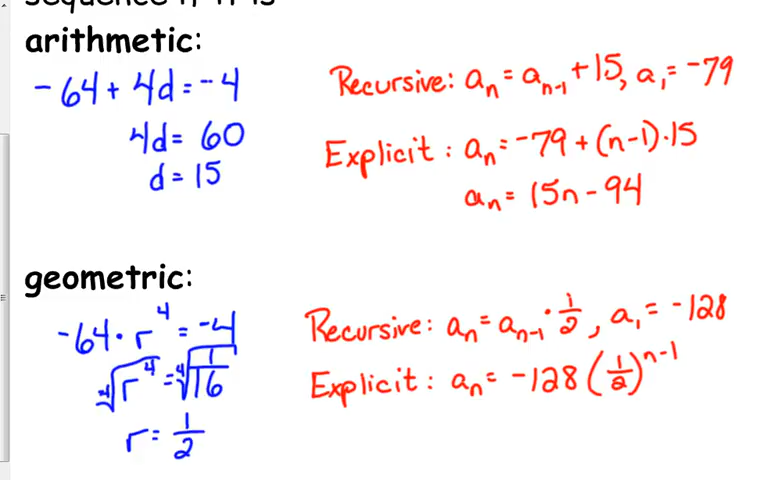 arithmetic:
-64 + 4d = -4
4d = 60
d = 15
Recursive: aₙ = aₙ₋₁ + 15, a₁ = -79
Explicit: aₙ = -79 + (n-1)·15
aₙ = 15n - 94
geometric:
-64 · r⁴ = -4
⁴√r⁴ = ⁴√1/16
r = 1/2
Recursive: aₙ = aₙ₋₁ · 1/2, a₁ = -128
Explicit: aₙ = -128(1/2)ⁿ⁻¹